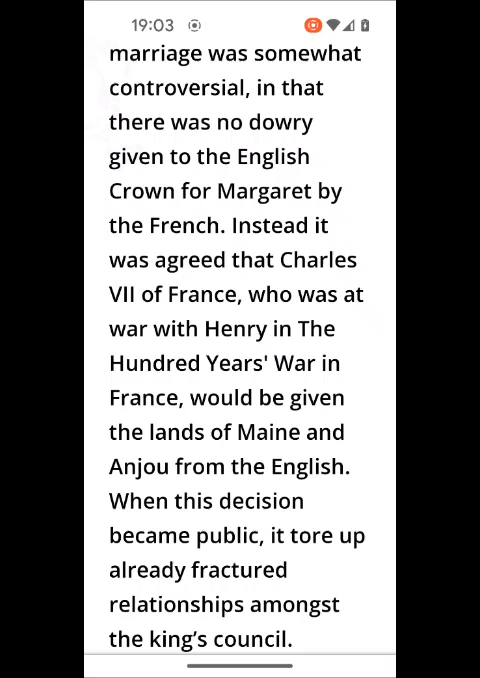 19:03
marriage was somewhat
controversial, in that
there was no dowry
given to the English
Crown for Margaret by
the French. Instead it
was agreed that Charles
VII of France, who was at
war with Henry in The
Hundred Years' War in
France, would be given
the lands of Maine and
Anjou from the English.
When this decision
became public, it tore up
already fractured
relationships amongst
the king’s council.